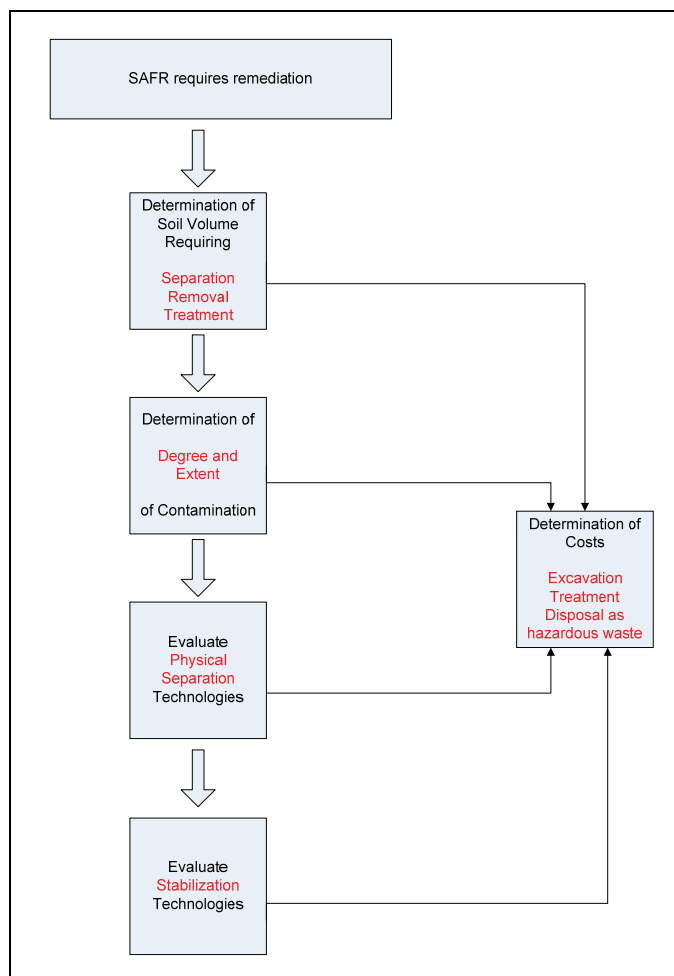 SAFR requires remediation
Determination of
Soil Volume
Requiring
Separation
Removal
Treatment
Determination of
Degree and
Extent
of Contamination
Determination of
Costs
Excavation
Treatment
Disposal as
hazardous waste
Evaluate
Physical
Separation
Technologies
Evaluate
Stabilization
Technologies